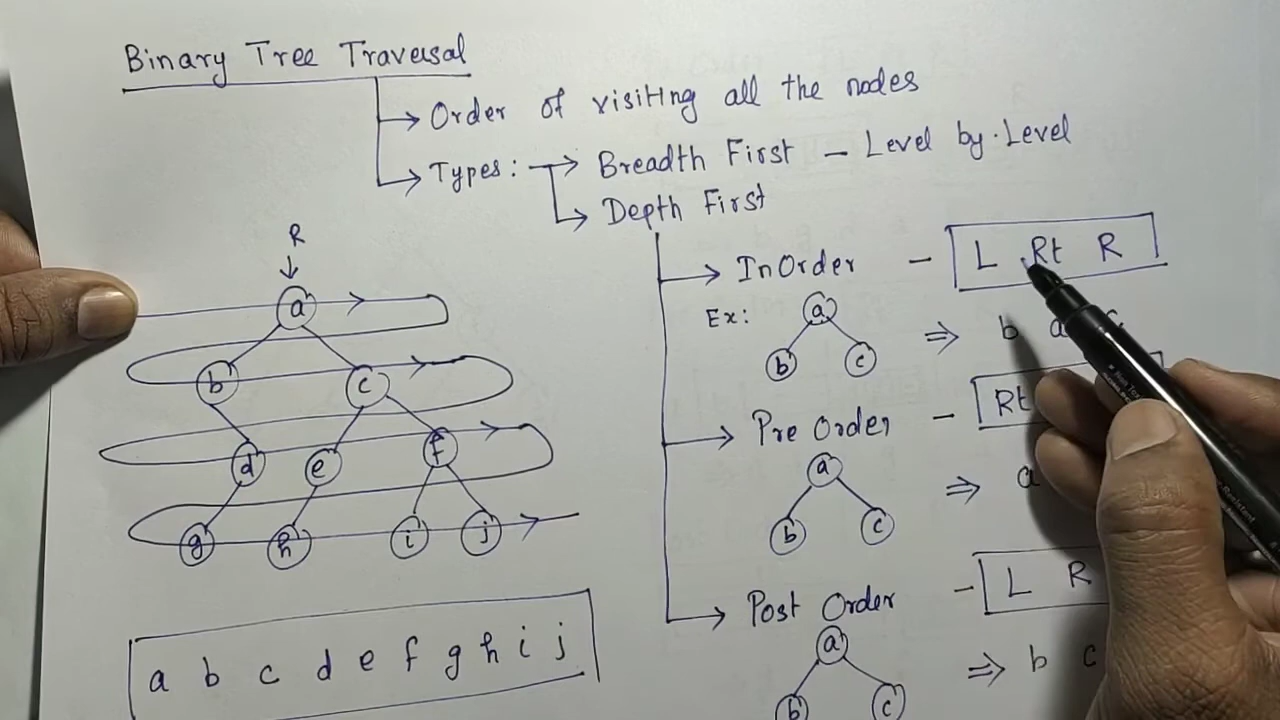 Binary Tree Traversal
Order of visiting all the nodes
Types: Breadth First - Level by Level
Depth First
R
a
b c
d e f
g h i j
a b c d e f g h i j
InOrder - L Rt R
Ex: a
b c
⇒ b a c
Pre Order - Rt
a
b c
⇒ a
Post Order - L R
a
b c
⇒ b c